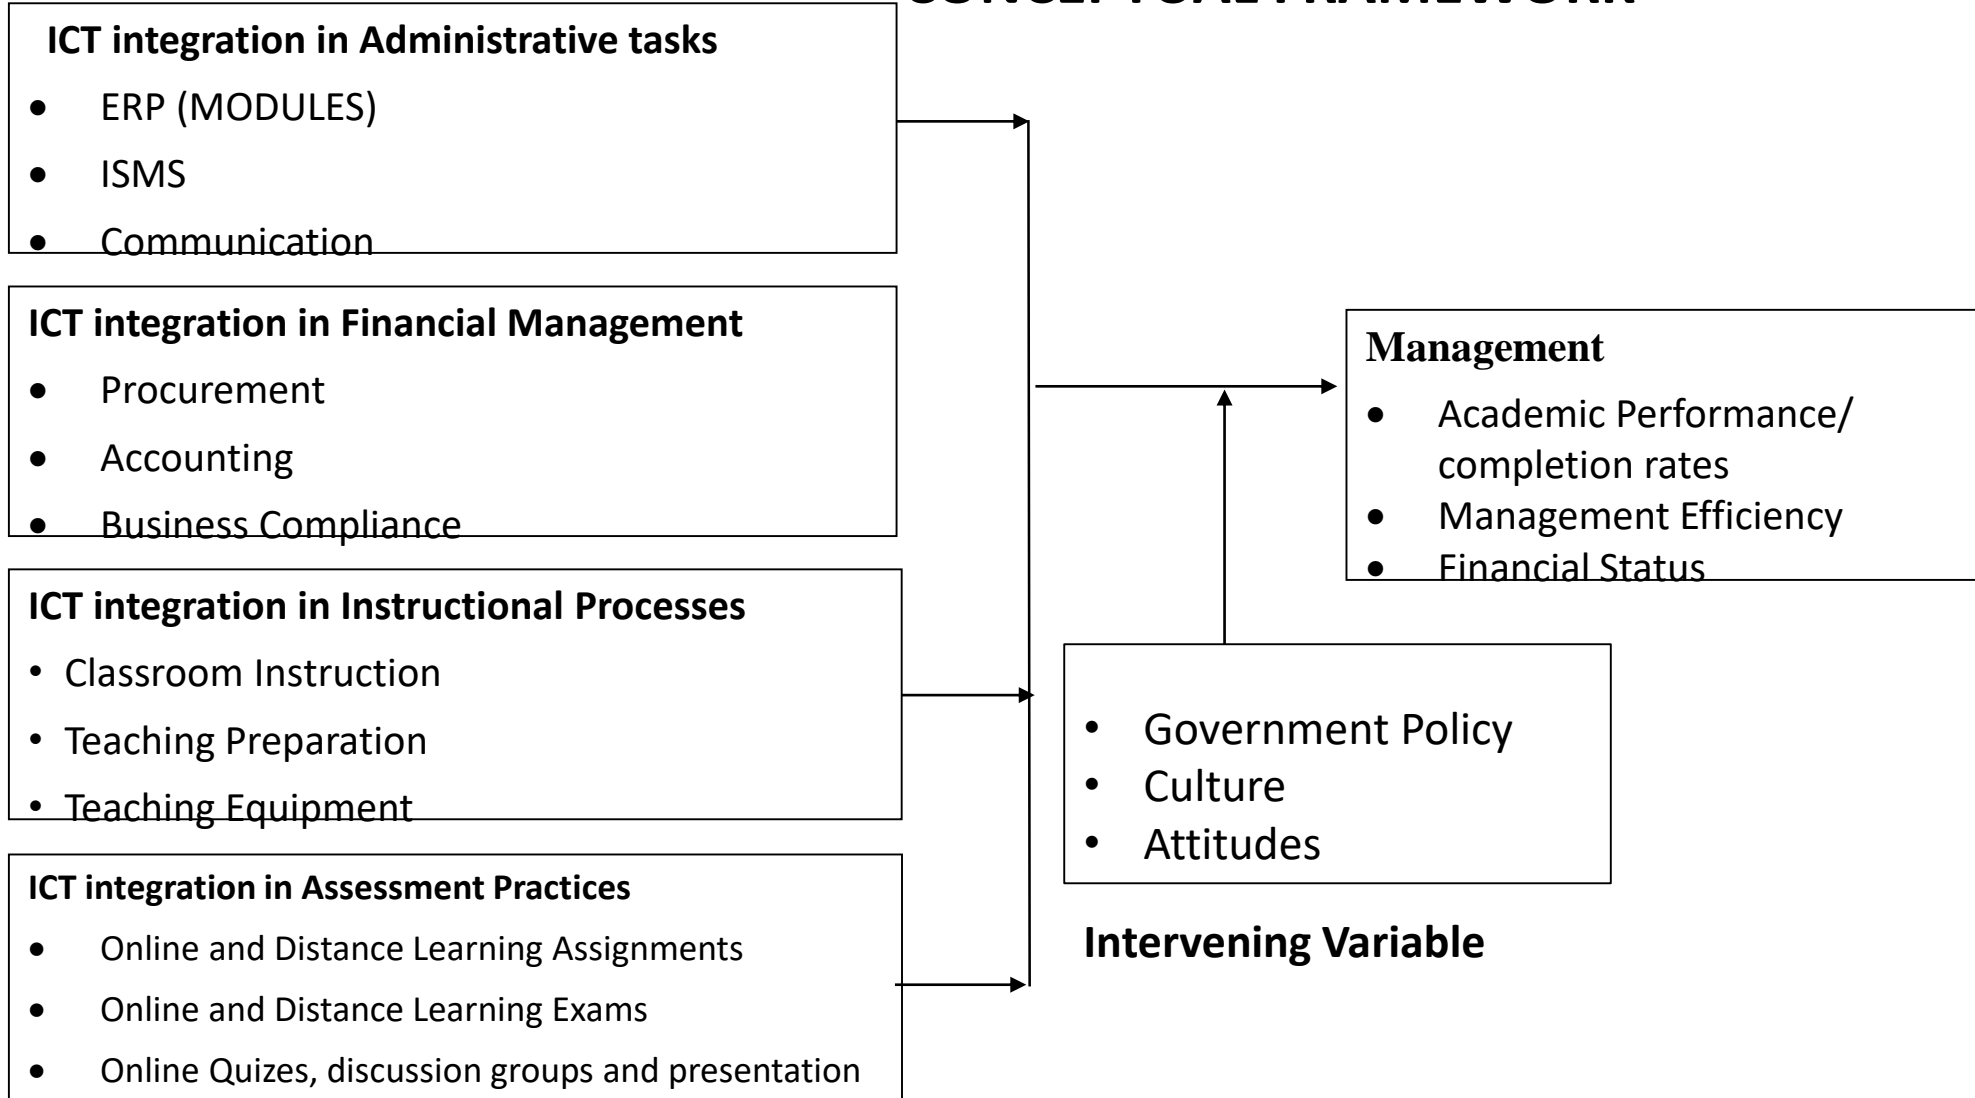 CONCEPTUAL FRAMEWORK
ICT integration in Administrative tasks
• ERP (MODULES)
• ISMS
• Communication
ICT integration in Financial Management
• Procurement
• Accounting
• Business Compliance
ICT integration in Instructional Processes
• Classroom Instruction
• Teaching Preparation
• Teaching Equipment
ICT integration in Assessment Practices
• Online and Distance Learning Assignments
• Online and Distance Learning Exams
• Online Quizes, discussion groups and presentation
Management
• Academic Performance/
completion rates
• Management Efficiency
• Financial Status
• Government Policy
• Culture
• Attitudes
Intervening Variable